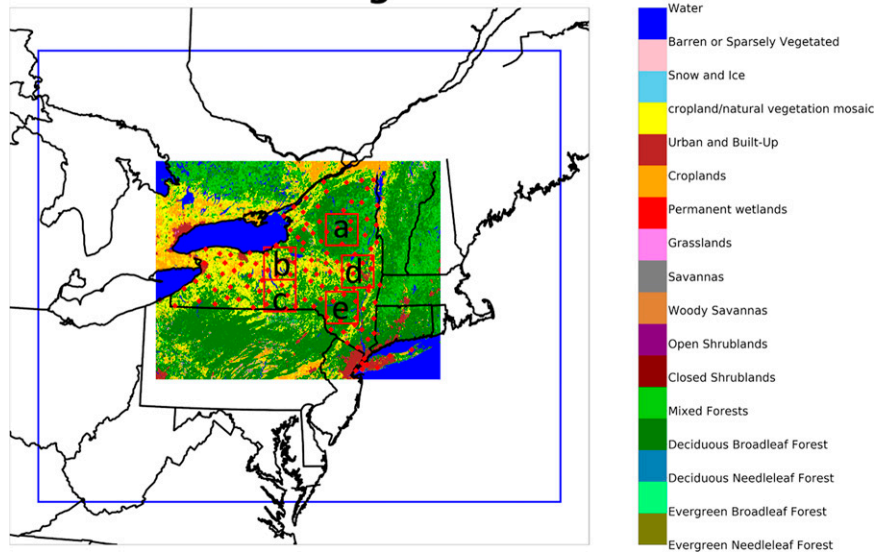 Water
Barren or Sparsely Vegetated
Snow and Ice
cropland/natural vegetation mosaic
Urban and Built-Up
Croplands
Permanent wetlands
Grasslands
Savannas
Woody Savannas
Open Shrublands
Closed Shrublands
Mixed Forests
Deciduous Broadleaf Forest
Deciduous Needleleaf Forest
Evergreen Broadleaf Forest
Evergreen Needleleaf Forest
a
b
d
c
e